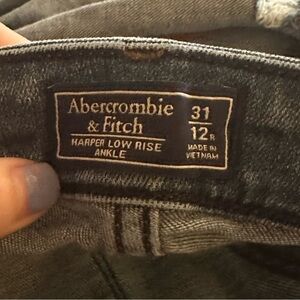 Abercrombie
& Fitch
HARPER LOW RISE
ANKLE
31
12R
MADE IN
VIETNAM